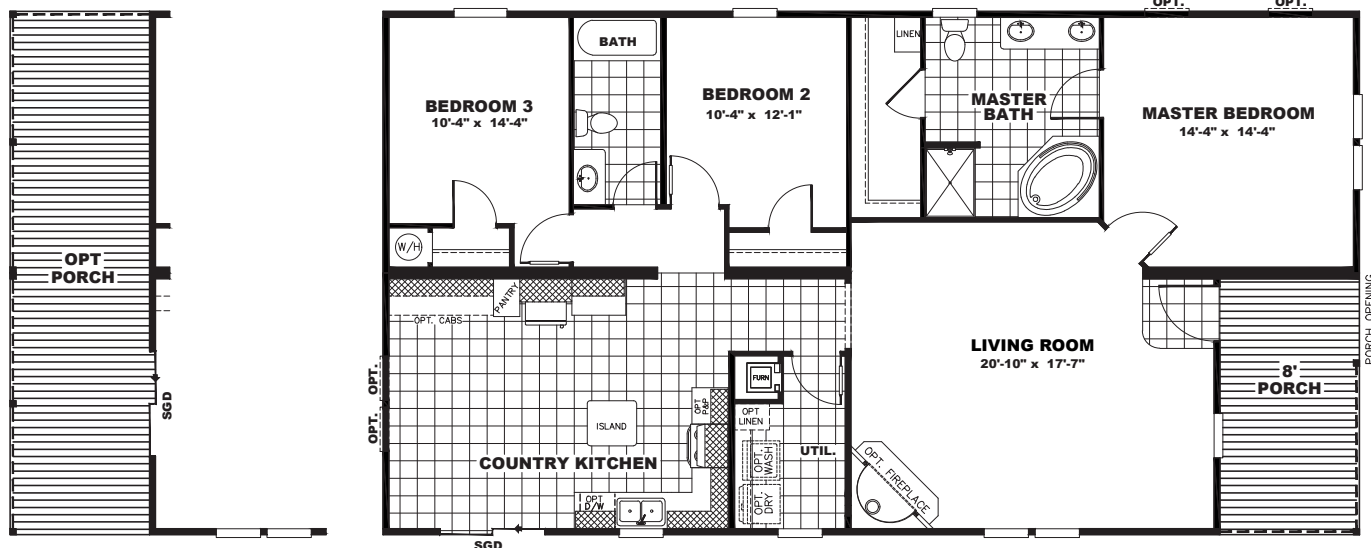 OPT.
OPT.
BATH
LINEN
BEDROOM 3
10'-4" x 14'-4"
BEDROOM 2
10'-4" x 12'-1"
MASTER
BATH
MASTER BEDROOM
14'-4" x 14'-4"
W/H
OPT
PORCH
PANTRY
OPT. CABS
LIVING ROOM
20'-10" x 17'-7"
PORCH OPENING
8'
PORCH
FURN
SGD
OPT.
OPT.
OPT
P&P
OPT
LINEN
ISLAND
COUNTRY KITCHEN
UTIL.
OPT.
WASH
OPT. FIREPLACE
OPT
D/W
OPT.
DRY
SGD